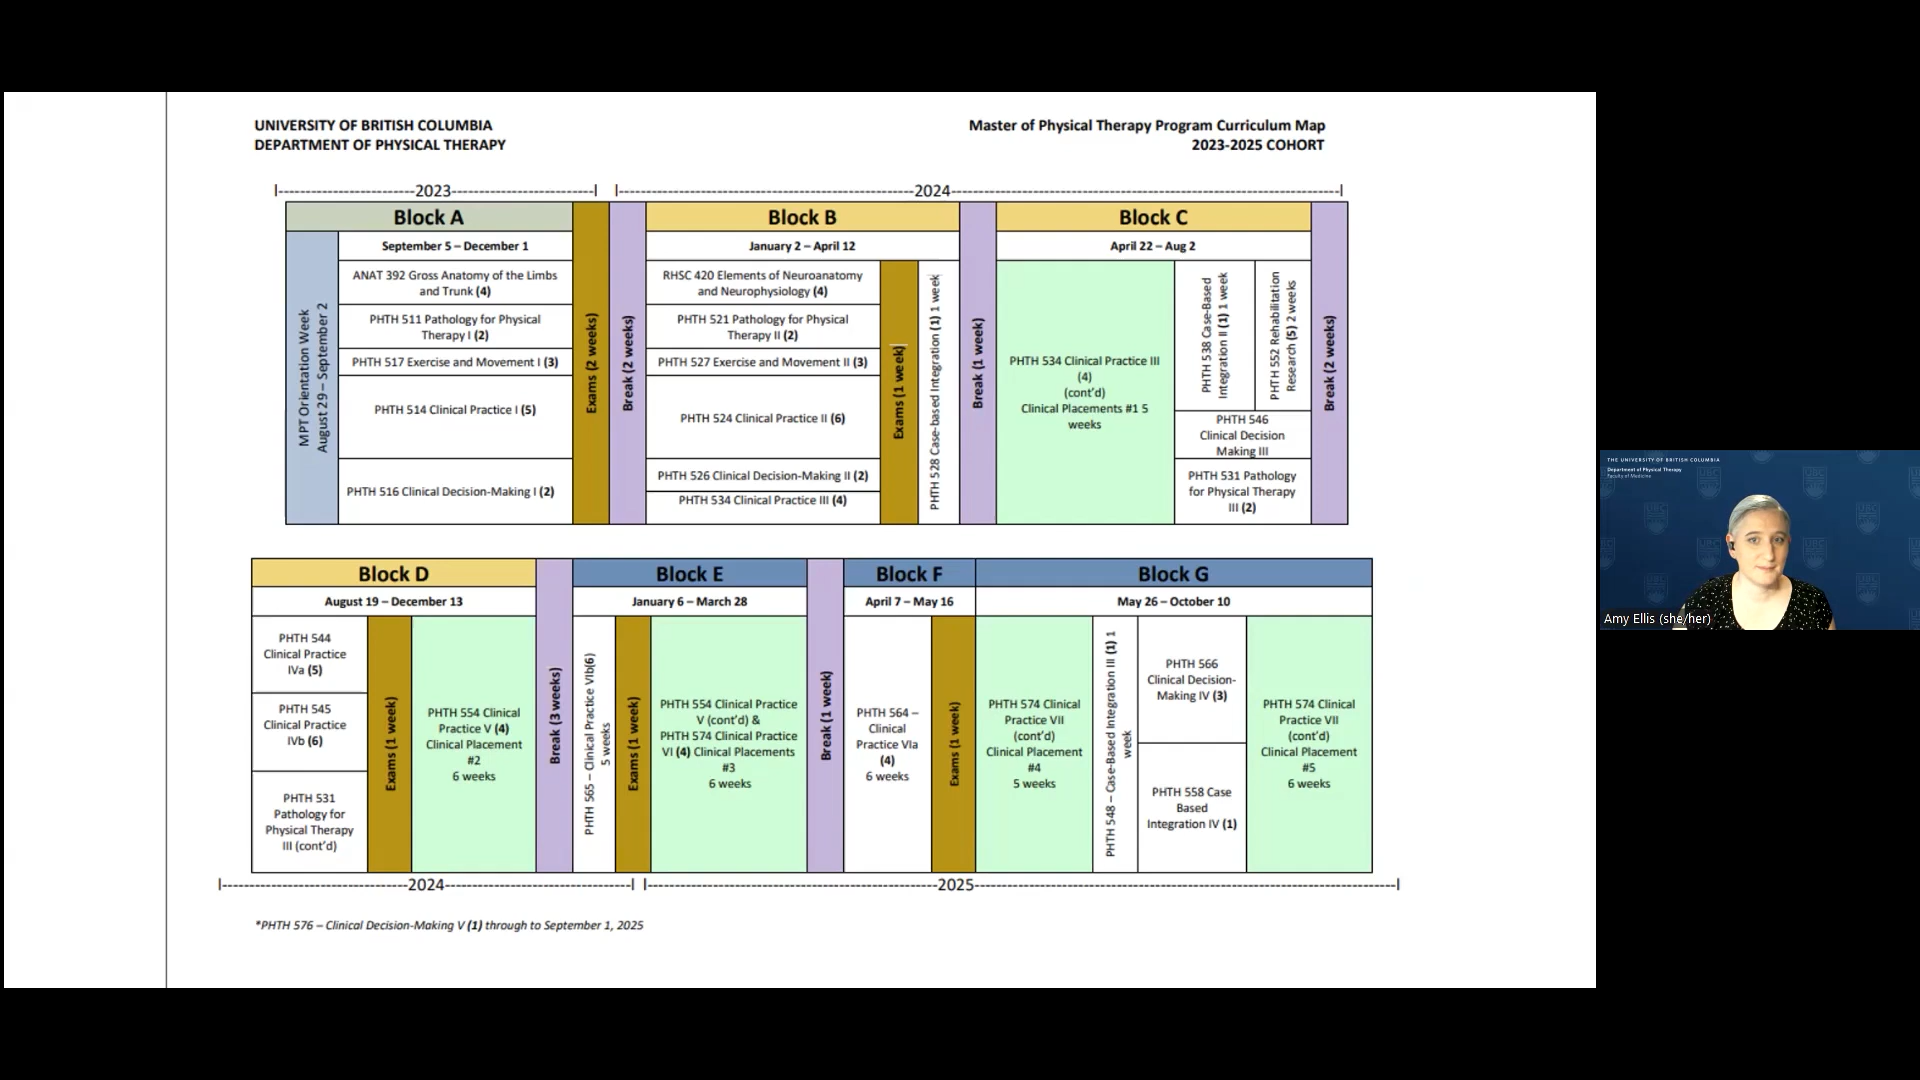 UNIVERSITY OF BRITISH COLUMBIA
DEPARTMENT OF PHYSICAL THERAPY
Master of Physical Therapy Program Curriculum Map
2023-2025 COHORT
2023
2024
Block A
September 5 – December 1
MPT Orientation Week
August 29 – September 2
ANAT 392 Gross Anatomy of the Limbs
and Trunk (4)
PHTH 511 Pathology for Physical
Therapy I (2)
PHTH 517 Exercise and Movement I (3)
PHTH 514 Clinical Practice I (5)
PHTH 516 Clinical Decision-Making I (2)
Exams (2 weeks)
Break (2 weeks)
Block B
January 2 – April 12
RHSC 420 Elements of Neuroanatomy
and Neurophysiology (4)
PHTH 521 Pathology for Physical
Therapy II (2)
PHTH 527 Exercise and Movement II (3)
PHTH 524 Clinical Practice II (6)
PHTH 526 Clinical Decision-Making II (2)
PHTH 534 Clinical Practice III (4)
Exams (1 week)
PHTH 528 Case-based Integration (1) 1 week
Break (1 week)
Block C
April 22 – Aug 2
PHTH 534 Clinical Practice III
(4)
(cont'd)
Clinical Placements #1 5
weeks
PHTH 538 Case-Based
Integration II (1) 1 week
PHTH 552 Rehabilitation
Research (5) 2 weeks
PHTH 546
Clinical Decision
Making III
PHTH 531 Pathology
for Physical Therapy
III (2)
Break (2 weeks)
Block D
August 19 – December 13
PHTH 544
Clinical Practice
IVa (5)
PHTH 545
Clinical Practice
IVb (6)
PHTH 531
Pathology for
Physical Therapy
III (cont'd)
Exams (1 week)
PHTH 554 Clinical
Practice V (4)
Clinical Placement
#2
6 weeks
Break (3 weeks)
Block E
January 6 – March 28
PHTH 565 – Clinical Practice VIb(6)
5 weeks
Exams (1 week)
PHTH 554 Clinical Practice
V (cont'd) &
PHTH 574 Clinical Practice
VI (4) Clinical Placements
#3
6 weeks
Break (1 week)
Block F
April 7 – May 16
PHTH 564 –
Clinical
Practice VIa
(4)
6 weeks
Exams (1 week)
Block G
May 26 – October 10
PHTH 574 Clinical
Practice VII
(cont'd)
Clinical Placement
#4
5 weeks
PHTH 548 – Case-Based Integration III (1) 1
week
PHTH 566
Clinical Decision-
Making IV (3)
PHTH 558 Case
Based
Integration IV (1)
PHTH 574 Clinical
Practice VII
(cont'd)
Clinical Placement
#5
6 weeks
2024
2025
*PHTH 576 – Clinical Decision-Making V (1) through to September 1, 2025
THE UNIVERSITY OF BRITISH COLUMBIA
Department of Physical Therapy
Faculty of Medicine
UBC
Amy Ellis (she/her)